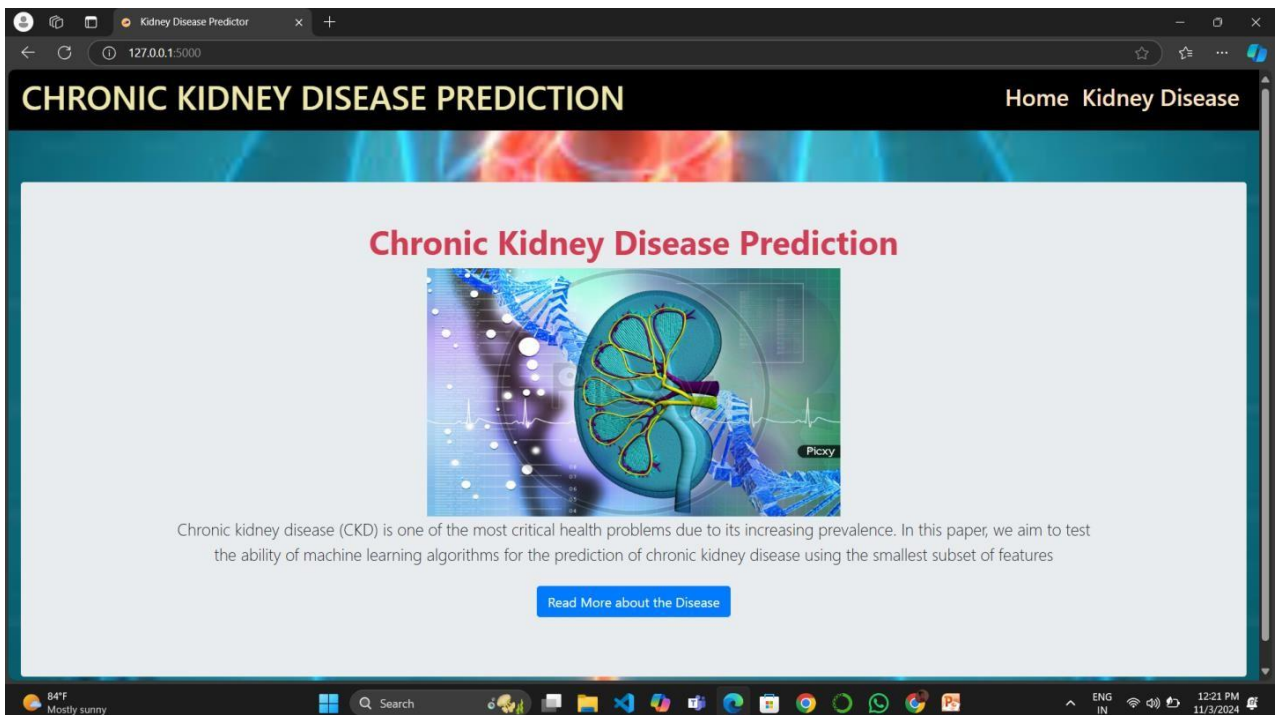 Kidney Disease Predictor
127.0.0.1:5000
CHRONIC KIDNEY DISEASE PREDICTION
Home Kidney Disease
Chronic Kidney Disease Prediction
Picxy
Chronic kidney disease (CKD) is one of the most critical health problems due to its increasing prevalence. In this paper, we aim to test
the ability of machine learning algorithms for the prediction of chronic kidney disease using the smallest subset of features
Read More about the Disease
84°F
Mostly sunny
Search
ENG
IN
12:21 PM
11/3/2024